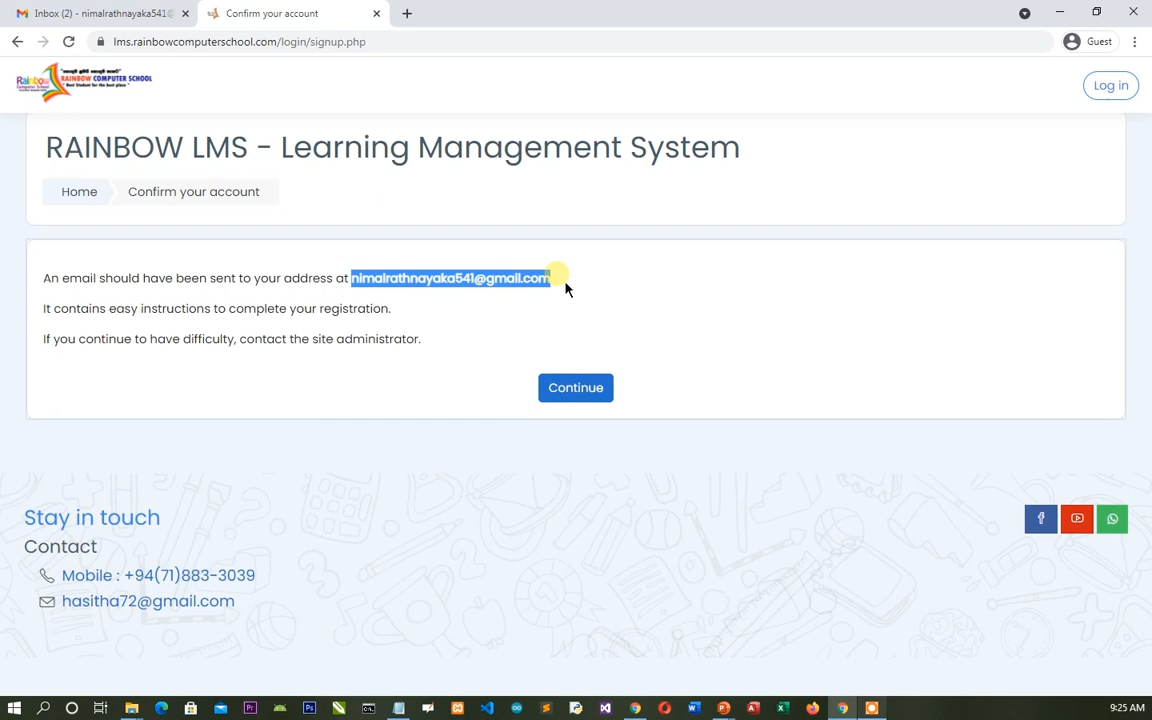 Inbox (2) - nimalrathnayaka541@
Confirm your account
lms.rainbowcomputerschool.com/login/signup.php
Guest
Rainbow
RAINBOW COMPUTER SCHOOL
Log in
RAINBOW LMS - Learning Management System
Home
Confirm your account
An email should have been sent to your address at nimalrathnayaka541@gmail.com
It contains easy instructions to complete your registration.
If you continue to have difficulty, contact the site administrator.
Continue
Stay in touch
Contact
Mobile : +94(71)883-3039
hasitha72@gmail.com
9:25 AM